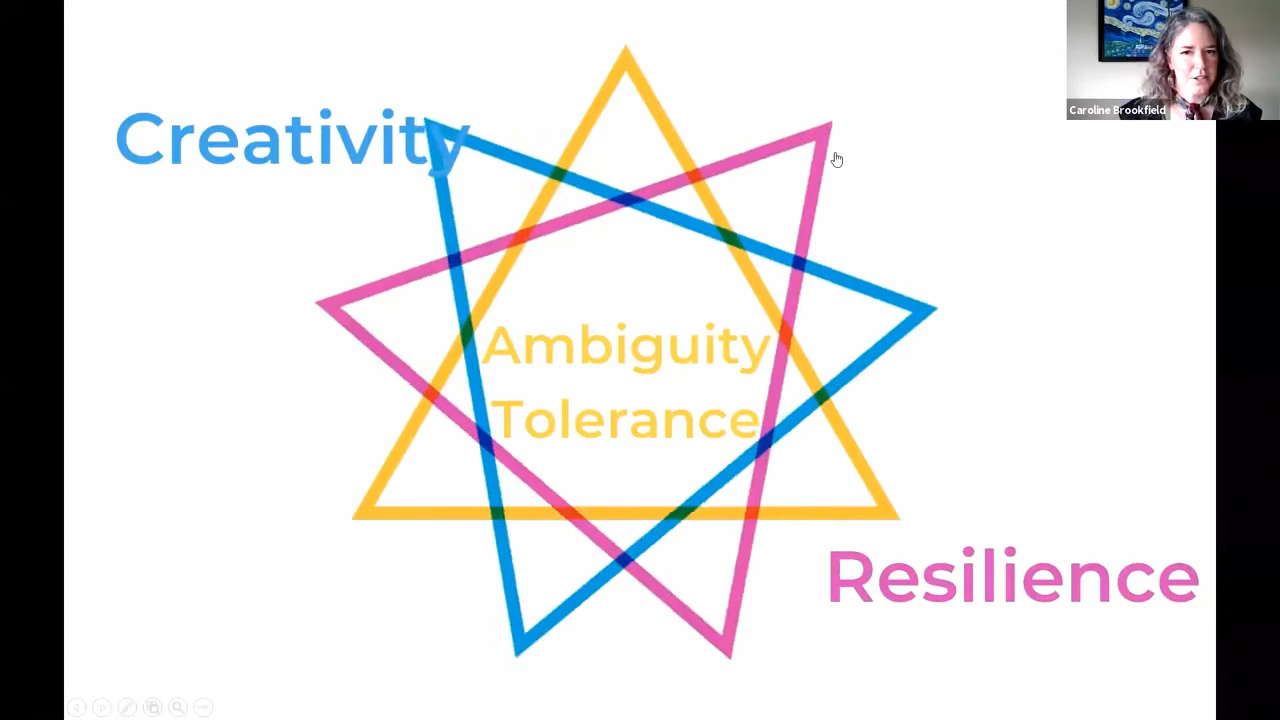 Caroline Brookfield
Creativity
Ambiguity
Tolerance
Resilience